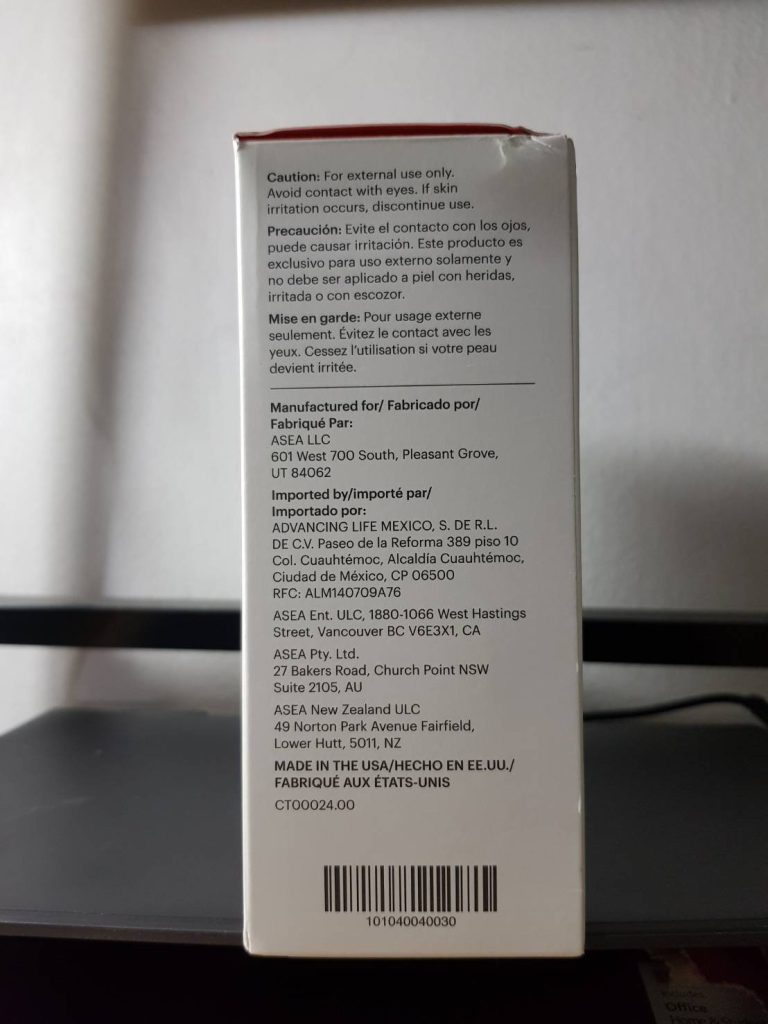 Caution: For external use only.
Avoid contact with eyes. If skin
irritation occurs, discontinue use.
Precaución: Evite el contacto con los ojos,
puede causar irritación. Este producto es
exclusivo para uso externo solamente y
no debe ser aplicado a piel con heridas,
irritada o con escozor.
Mise en garde: Pour usage externe
seulement. Évitez le contact avec les
yeux. Cessez l'utilisation si votre peau
devient irritée.
Manufactured for/ Fabricado por/
Fabriqué Par:
ASEA LLC
601 West 700 South, Pleasant Grove,
UT 84062
Imported by/importé par/
Importado por:
ADVANCING LIFE MEXICO, S. DE R.L.
DE C.V. Paseo de la Reforma 389 piso 10
Col. Cuauhtémoc, Alcaldía Cuauhtémoc,
Ciudad de México, CP 06500
RFC: ALM140709A76
ASEA Ent. ULC, 1880-1066 West Hastings
Street, Vancouver BC V6E3X1, CA
ASEA Pty. Ltd.
27 Bakers Road, Church Point NSW
Suite 2105, AU
ASEA New Zealand ULC
49 Norton Park Avenue Fairfield,
Lower Hutt, 5011, NZ
MADE IN THE USA/HECHO EN EE.UU./
FABRIQUÉ AUX ÉTATS-UNIS
CT00024.00
101040040030
Includes
Office
Home &